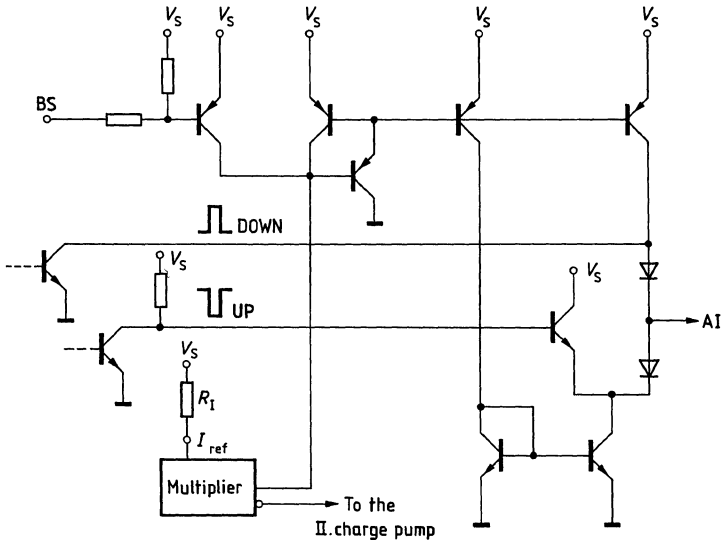 V_S V_S V_S V_S V_S
BS
DOWN
V_S
V_S
UP
AI
V_S
R_I
I_ref
Multiplier
To the
II. charge pump